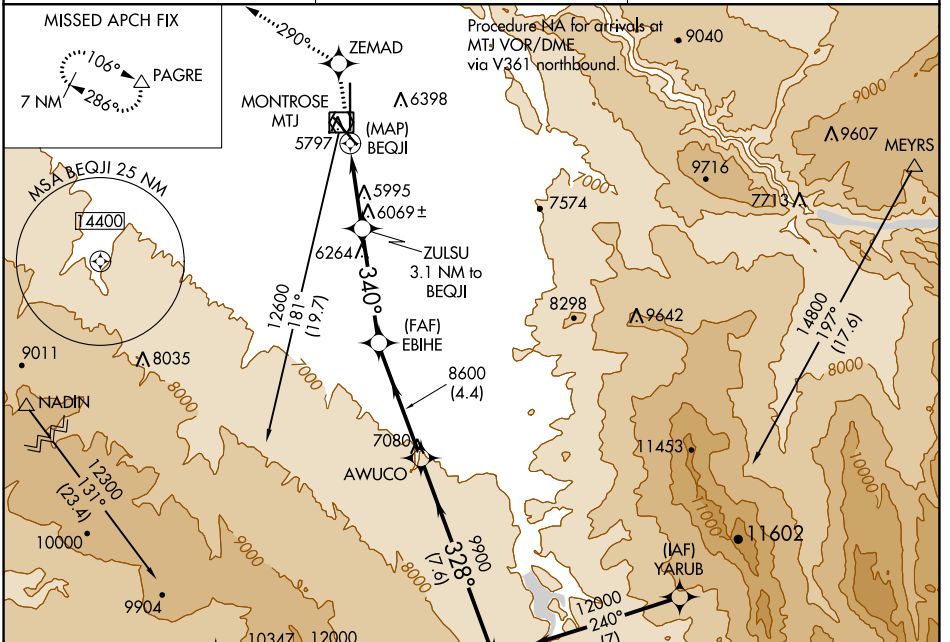 MISSED APCH FIX
106°
PAGRE
7 NM
286°
290°
ZEMAD
Procedure NA for arrivals at
MTJ VOR/DME
via V361 northbound.
9040
9000
MONTROSE
MTJ
6398
5797
(MAP)
BEQJI
9607
MEYRS
9716
7000
MSA BEQJI 25 NM
14400
5995
6069±
7574
7713
6264
ZULSU
3.1 NM to
BEQJI
340°
12600
181°
(19.7)
8298
9642
14800
197°
(17.6)
(FAF)
EBIHE
9011
8035
8000
7000
8000
8600
(4.4)
NADIN
7080
AWUCO
11453
10000
12300
131°
(23.4)
11000
11602
10000
9000
8000
9900
328°
(7.6)
(IAF)
YARUB
9904
12000
240°
(7)
10347
12000